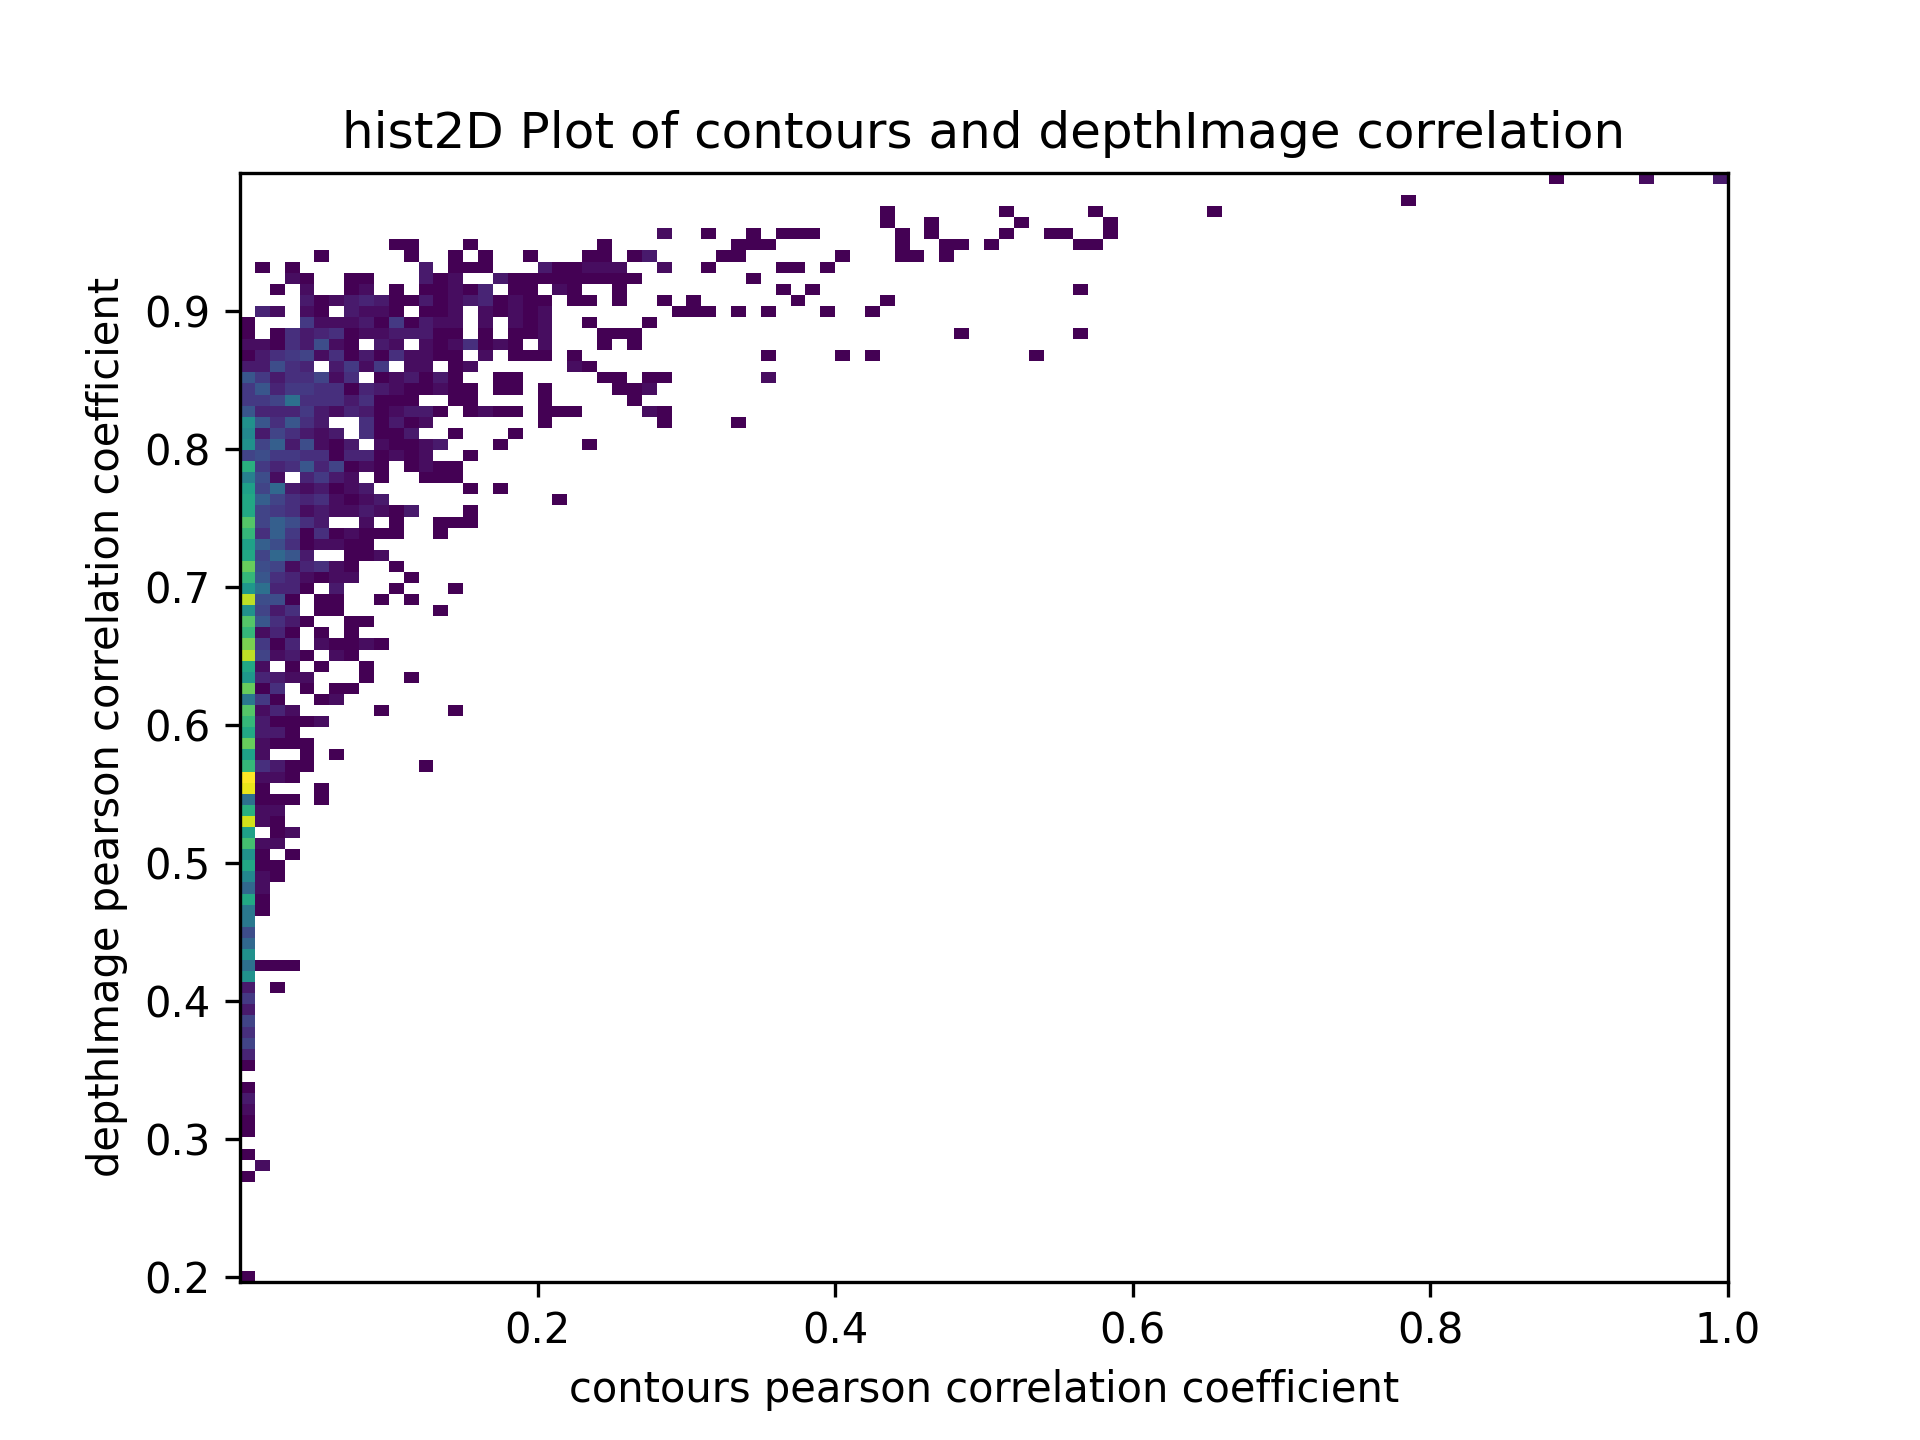 hist2D Plot of contours and depthImage correlation
depthImage pearson correlation coefficient
0.9
0.8
0.7
0.6
0.5
0.4
0.3
0.2
0.2 0.4 0.6 0.8 1.0
contours pearson correlation coefficient